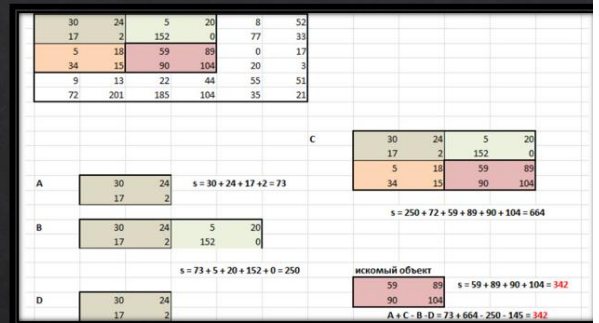 30 24 5 20 8 52
17 2 152 0 77 33
5 18 59 89 0 17
34 15 90 104 20 3
9 13 22 44 55 51
72 201 185 104 35 21
C
30 24 5 20
17 2 152 0
5 18 59 89
34 15 90 104
s = 250 + 72 + 59 + 89 + 90 + 104 = 664
A
30 24
17 2
s = 30 + 24 + 17 +2 = 73
B
30 24 5 20
17 2 152 0
s = 73 + 5 + 20 + 152 + 0 = 250
искомый объект
59 89
90 104
s = 59 + 89 + 90 + 104 = 342
A + C - B -D = 73 + 664 - 250 - 145 = 342
D
30 24
17 2